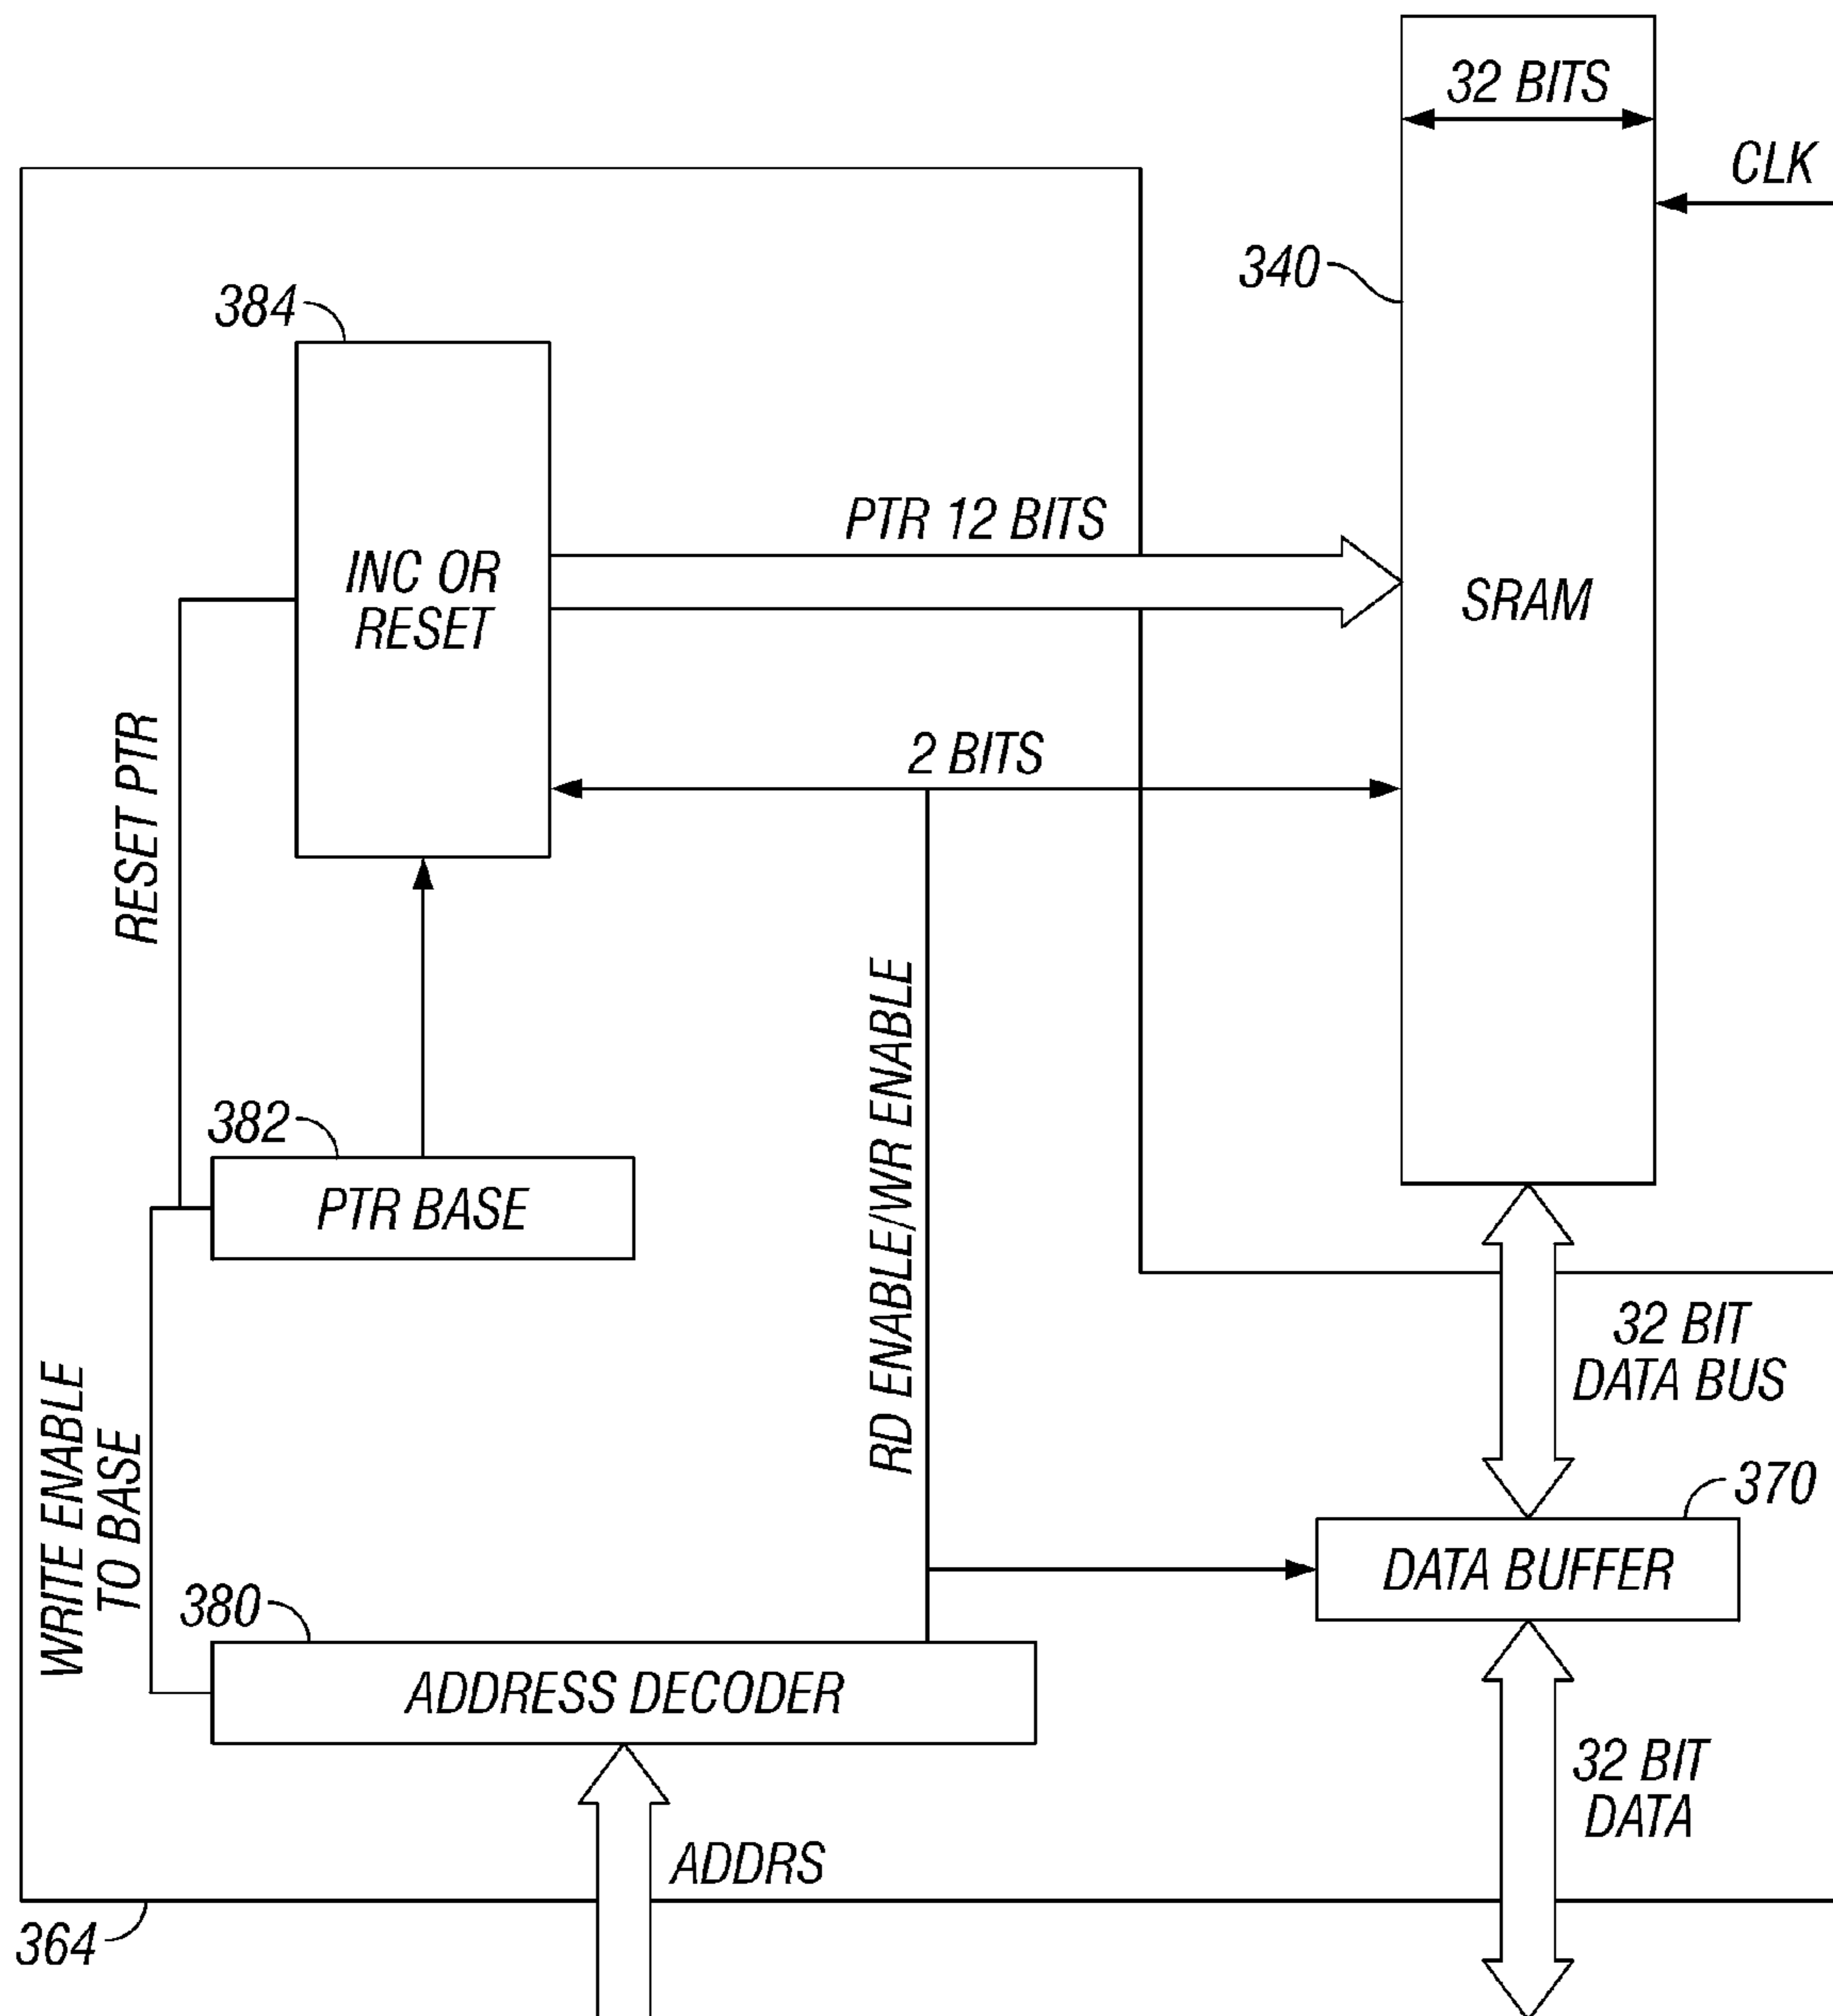 32 BITS
CLK
340
384
PTR 12 BITS
INC OR
RESET
SRAM
RESET PTR
2 BITS
RD ENABLE/WR ENABLE
382
PTR BASE
32 BIT
DATA BUS
WRITE ENABLE
TO BASE
370
DATA BUFFER
380
ADDRESS DECODER
32 BIT
DATA
ADDRS
364